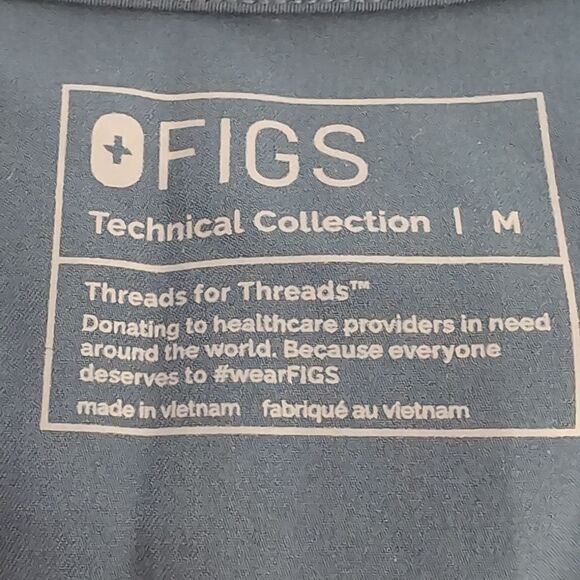 FIGS
Technical Collection | M
Threads for Threads™
Donating to healthcare providers in need
around the world. Because everyone
deserves to #wearFIGS
made in vietnam fabriqué au vietnam